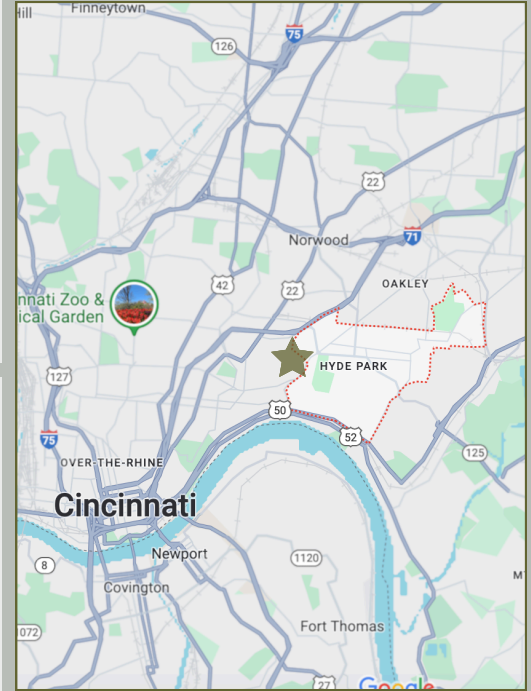 Hill
Finneytown
75
126
22
71
Norwood
OAKLEY
42
22
nnati Zoo &
ical Garden
HYDE PARK
127
50
52
75
125
OVER-THE-RHINE
Cincinnati
Newport
1120
8
Covington
M
Fort Thomas
1072
27
Google